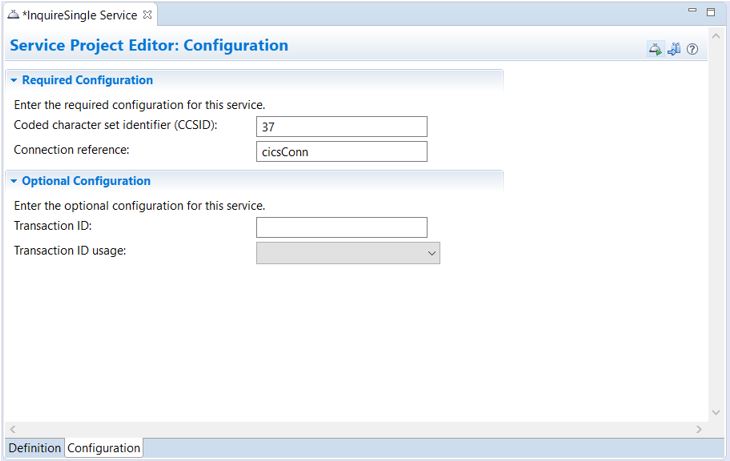 *InquireSingle Service
Service Project Editor: Configuration
Required Configuration
Enter the required configuration for this service.
Coded character set identifier (CCSID): 37
Connection reference: cicsConn
Optional Configuration
Enter the optional configuration for this service.
Transaction ID:
Transaction ID usage:
Definition Configuration